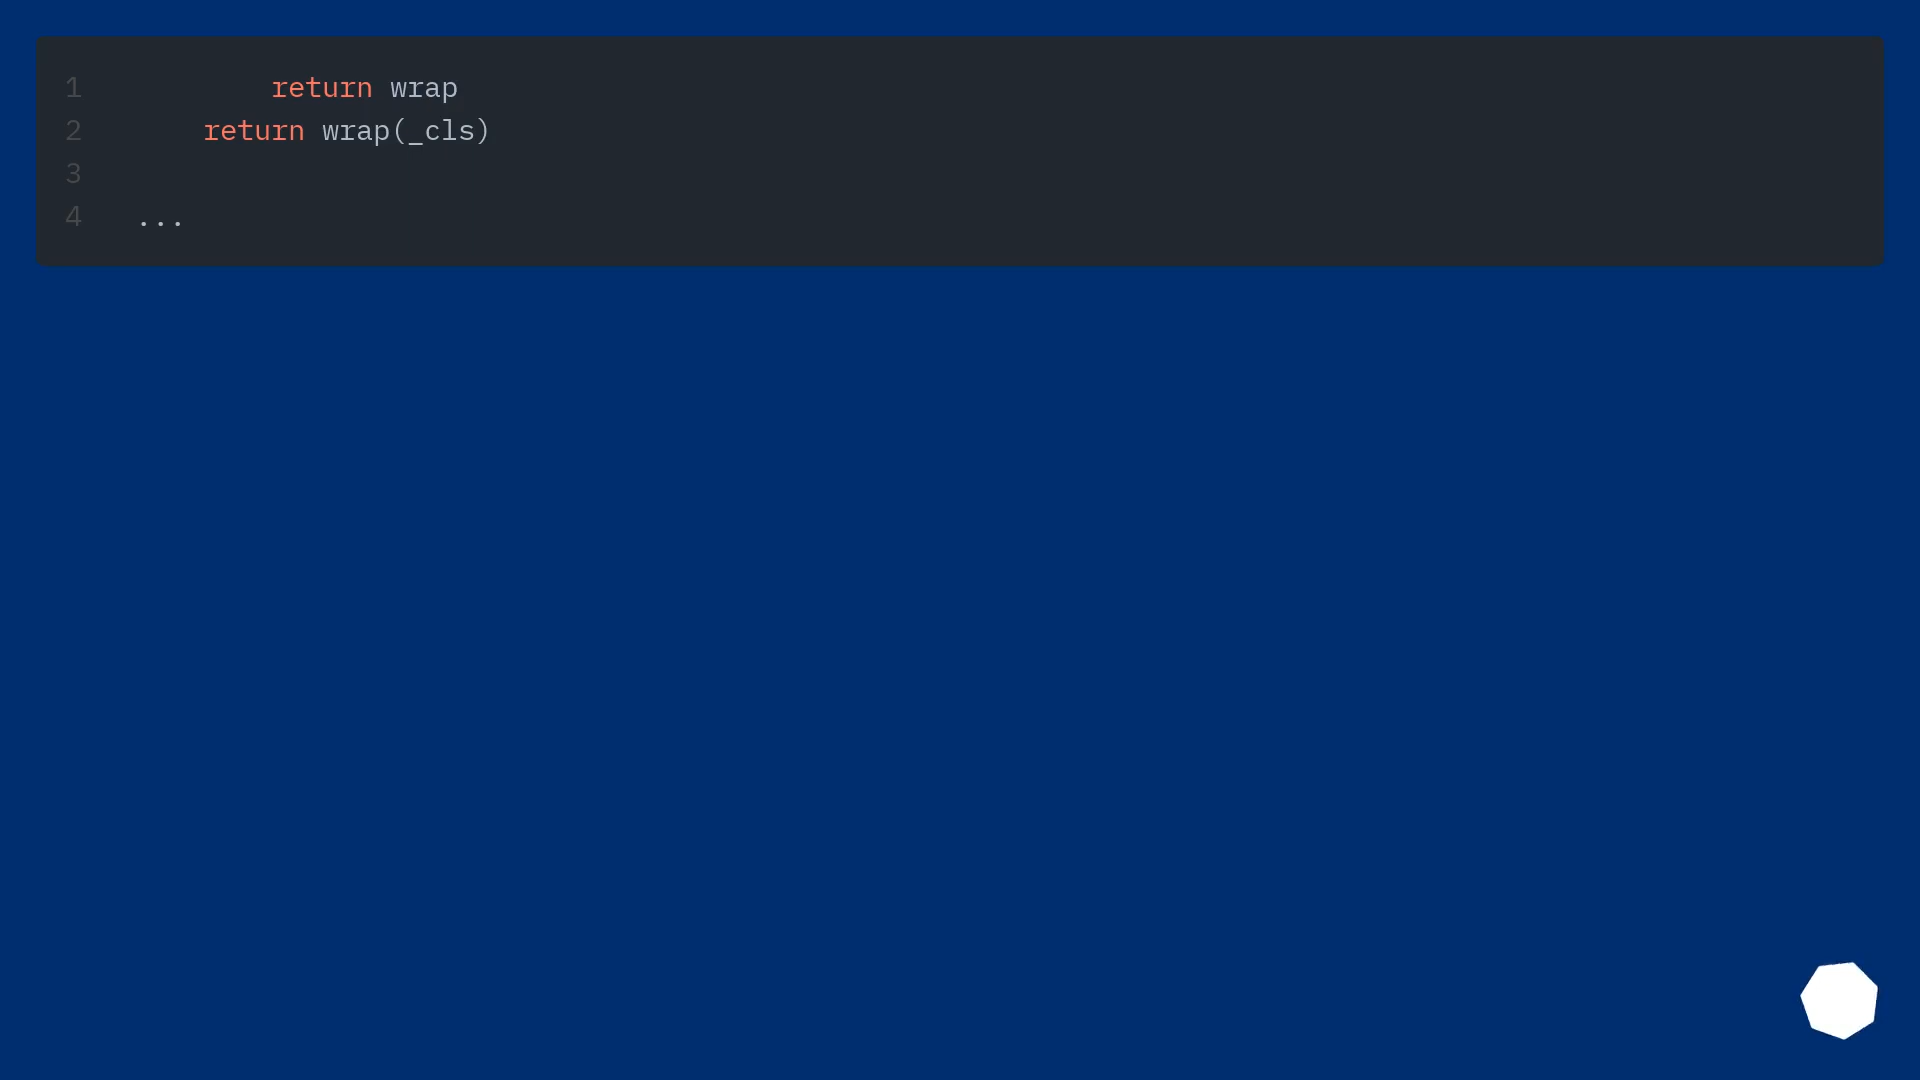 1         return wrap
2     return wrap(_cls)
3
4 ...